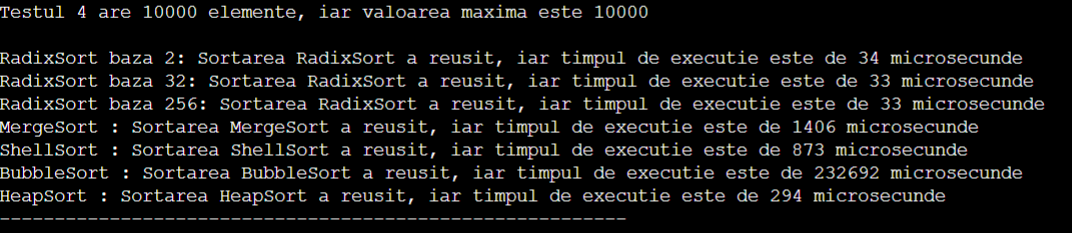 Testul 4 are 10000 elemente, iar valoarea maxima este 10000
RadixSort baza 2: Sortarea RadixSort a reusit, iar timpul de executie este de 34 microsecunde
RadixSort baza 32: Sortarea RadixSort a reusit, iar timpul de executie este de 33 microsecunde
RadixSort baza 256: Sortarea RadixSort a reusit, iar timpul de executie este de 33 microsecunde
MergeSort : Sortarea MergeSort a reusit, iar timpul de executie este de 1406 microsecunde
ShellSort : Sortarea ShellSort a reusit, iar timpul de executie este de 873 microsecunde
BubbleSort : Sortarea BubbleSort a reusit, iar timpul de executie este de 232692 microsecunde
HeapSort : Sortarea HeapSort a reusit, iar timpul de executie este de 294 microsecunde
---------------------------------------------------------